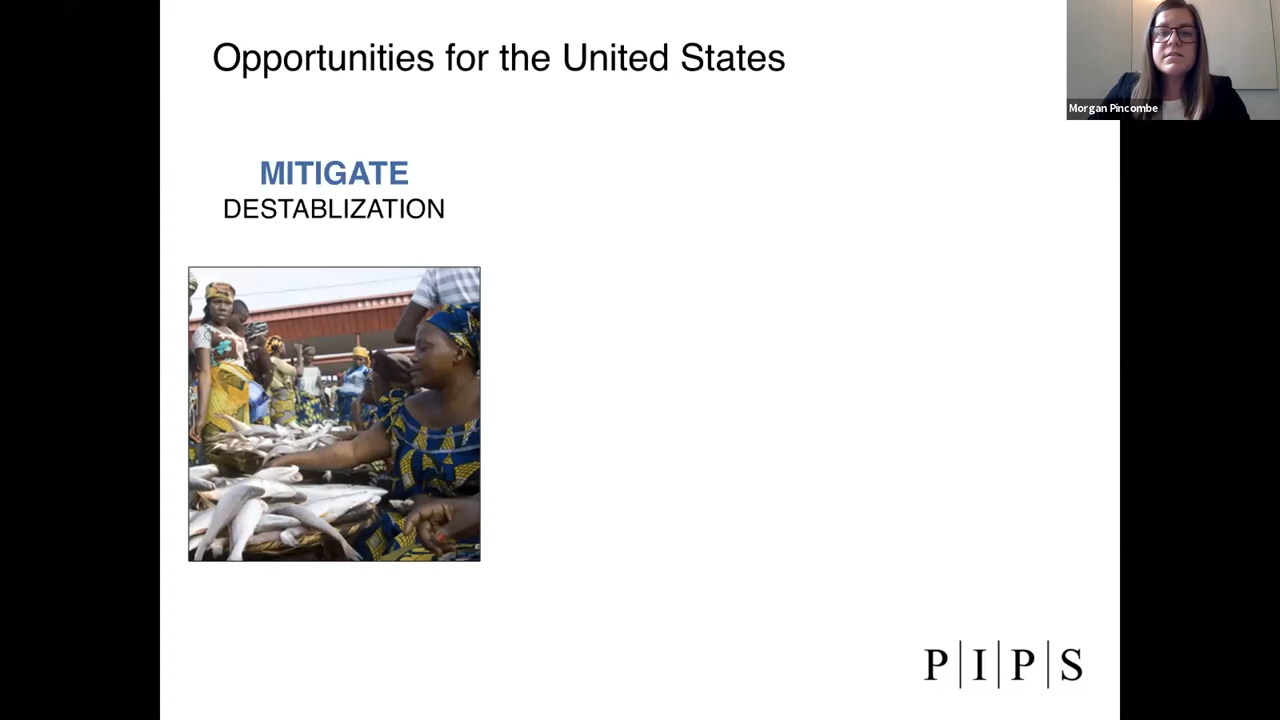 Opportunities for the United States
Morgan Pincombe
MITIGATE
DESTABLIZATION
P|I|P|S